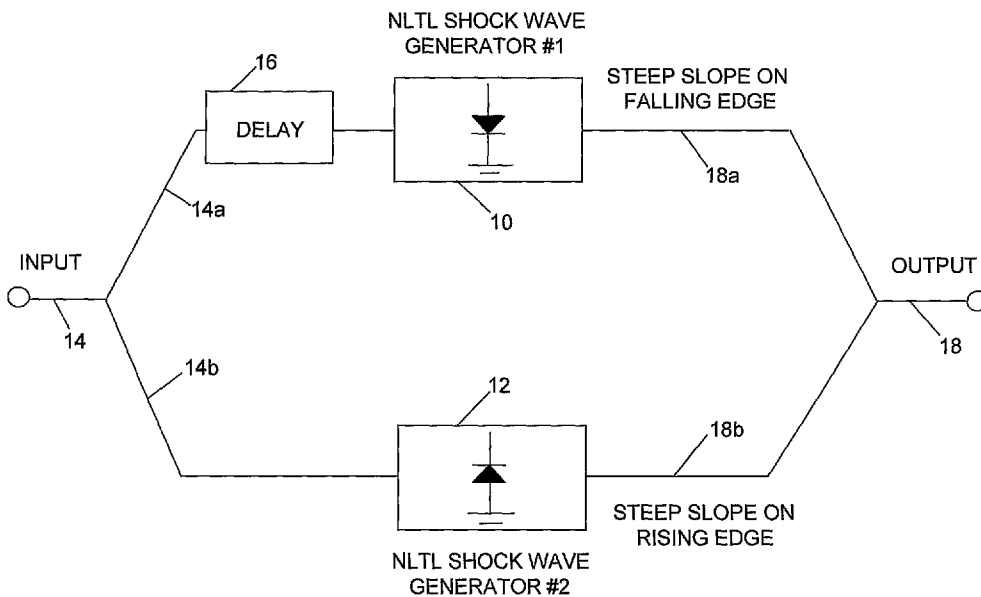 NLTL SHOCK WAVE
GENERATOR #1
16
STEEP SLOPE ON
FALLING EDGE
DELAY
14a
10
18a
INPUT
OUTPUT
14
18
14b
12
18b
STEEP SLOPE ON
RISING EDGE
NLTL SHOCK WAVE
GENERATOR #2